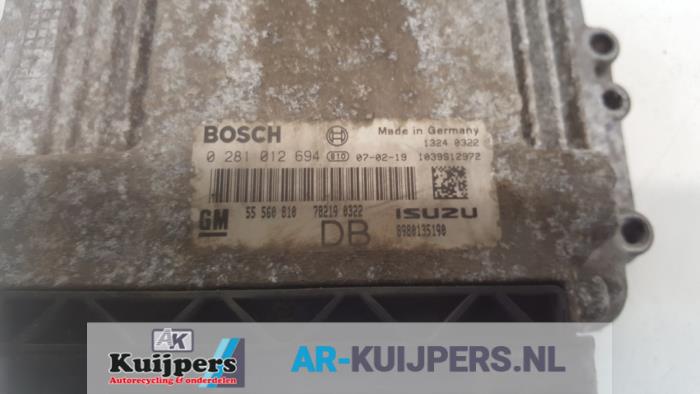 BOSCH Made in Germany
1324 0322
0 281 012 694 B10 07-02-19 1039S12972
GM 55 560 810 78219 0322 ISUZU
DB 8980135190
AK
Kuijpers
Autorecycling & onderdelen
AR-KUIJPERS.NL